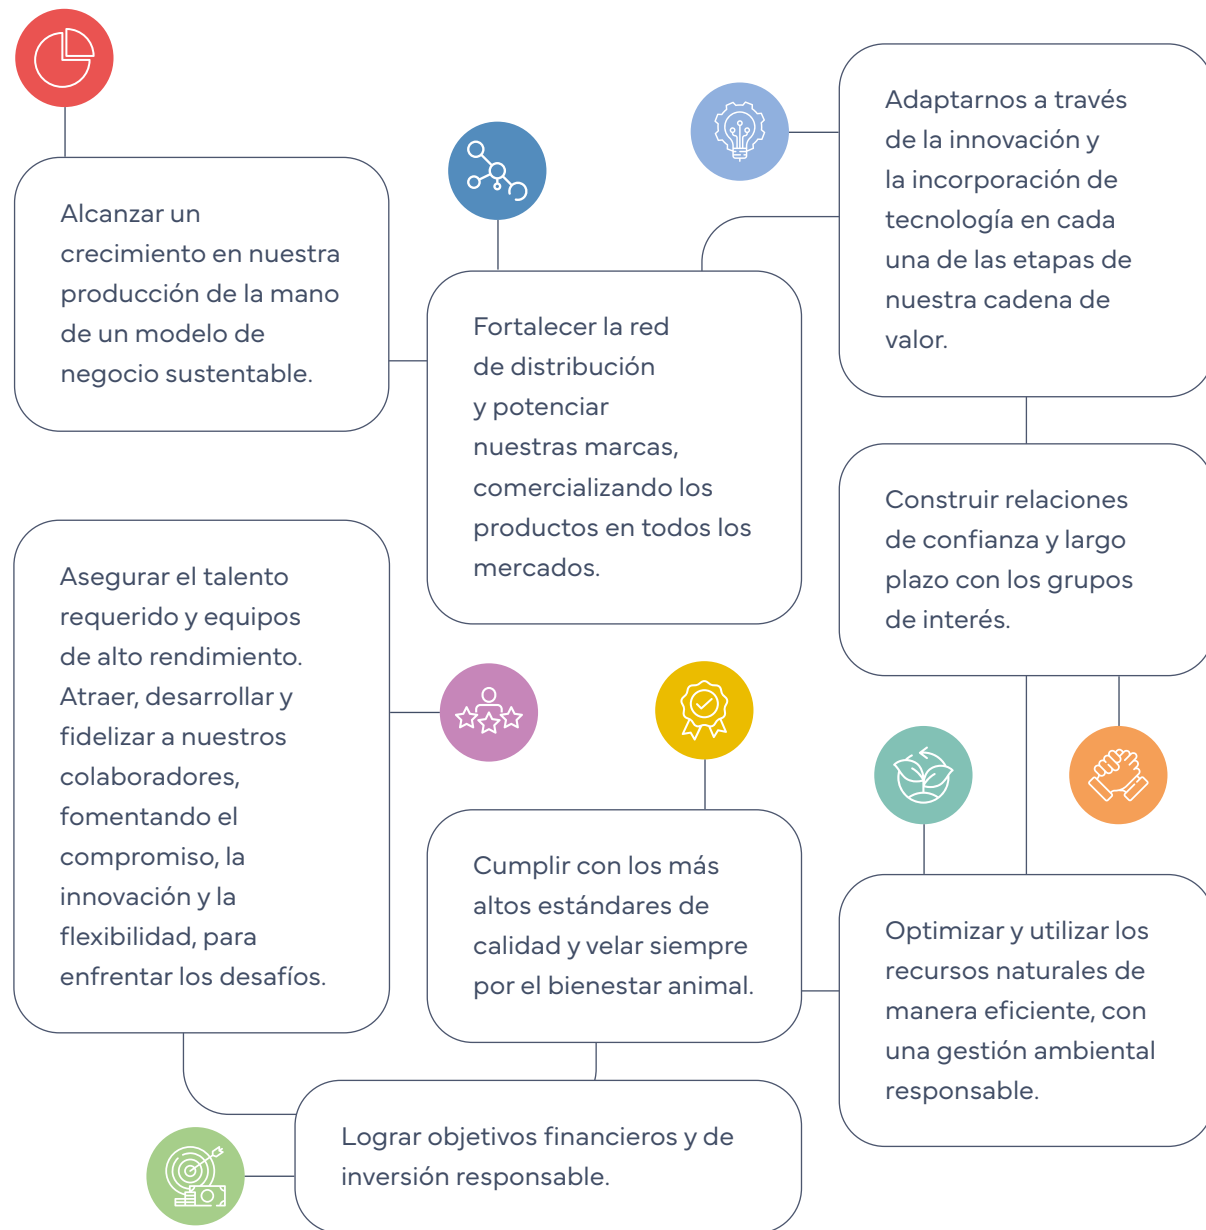 Alcanzar un
crecimiento en nuestra
producción de la mano
de un modelo de
negocio sustentable.
Fortalecer la red
de distribución
y potenciar
nuestras marcas,
comercializando los
productos en todos los
mercados.
Adaptarnos a través
de la innovación y
la incorporación de
tecnología en cada
una de las etapas de
nuestra cadena de
valor.
Construir relaciones
de confianza y largo
plazo con los grupos
de interés.
Optimizar y utilizar los
recursos naturales de
manera eficiente, con
una gestión ambiental
responsable.
Cumplir con los más
altos estándares de
calidad y velar siempre
por el bienestar animal.
Lograr objetivos financieros y de
inversión responsable.
Asegurar el talento
requerido y equipos
de alto rendimiento.
Atraer, desarrollar y
fidelizar a nuestros
colaboradores,
fomentando el
compromiso, la
innovación y la
flexibilidad, para
enfrentar los desafíos.